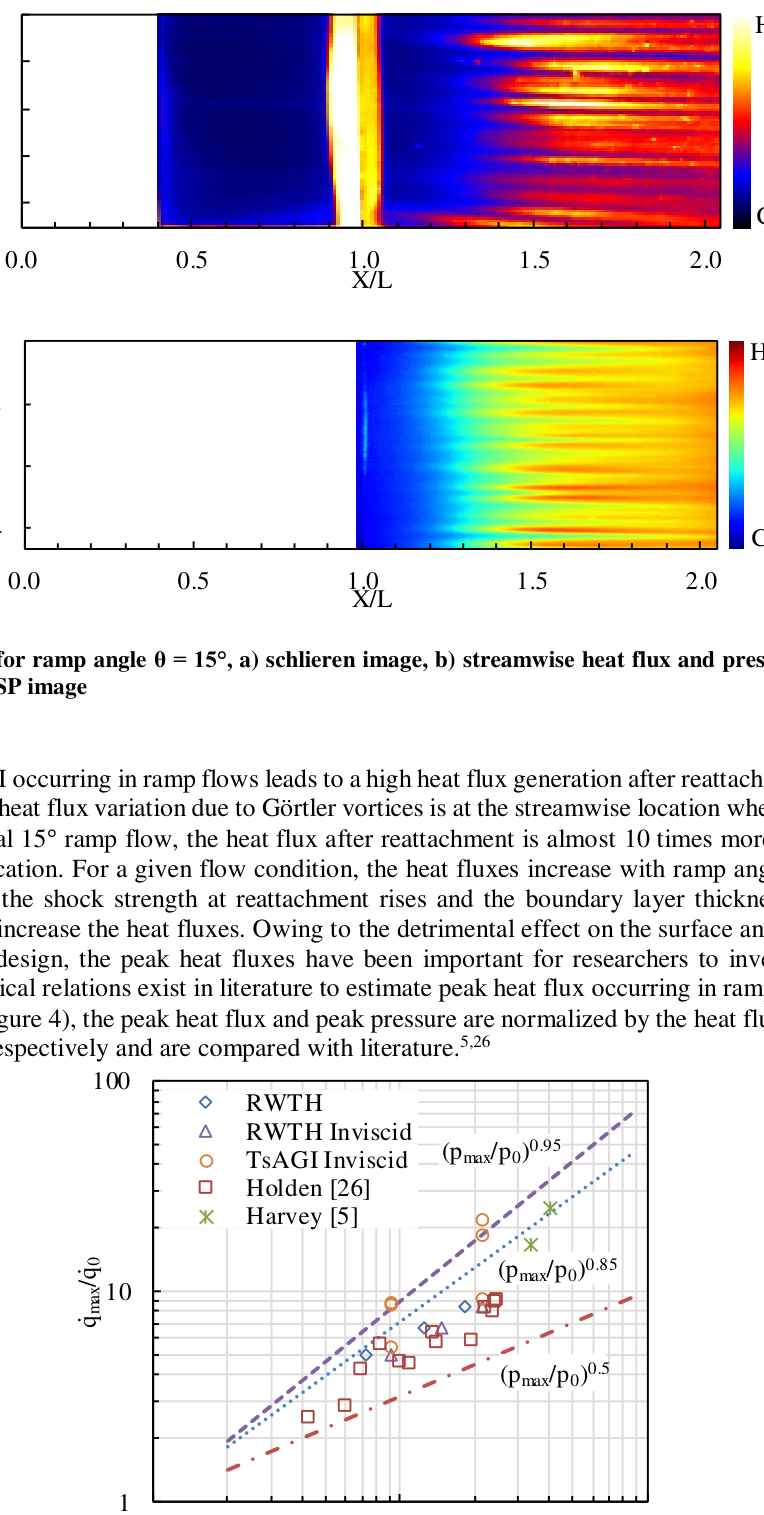 H
C
0.0 0.5 1.0 1.5 2.0
X/L
H
C
0.0 0.5 1.0 1.5 2.0
X/L
for ramp angle θ = 15°, a) schlieren image, b) streamwise heat flux and pres
SP image
I occurring in ramp flows leads to a high heat flux generation after reattach
heat flux variation due to Görtler vortices is at the streamwise location whe
al 15° ramp flow, the heat flux after reattachment is almost 10 times more
cation. For a given flow condition, the heat fluxes increase with ramp ang
the shock strength at reattachment rises and the boundary layer thickne
increase the heat fluxes. Owing to the detrimental effect on the surface an
design, the peak heat fluxes have been important for researchers to inve
ical relations exist in literature to estimate peak heat flux occurring in ram
gure 4), the peak heat flux and peak pressure are normalized by the heat flu
espectively and are compared with literature.5,26
100
RWTH
RWTH Inviscid
TsAGI Inviscid
Holden [26]
Harvey [5]
(pmax/p0)0.95
(pmax/p0)0.85
10
q̇max/q̇0
(pmax/p0)0.5
1